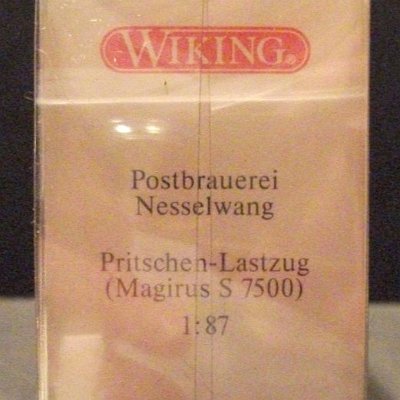 WIKING®
Postbrauerei
Nesselwang
Pritschen-Lastzug
(Magirus S 7500)
1:87